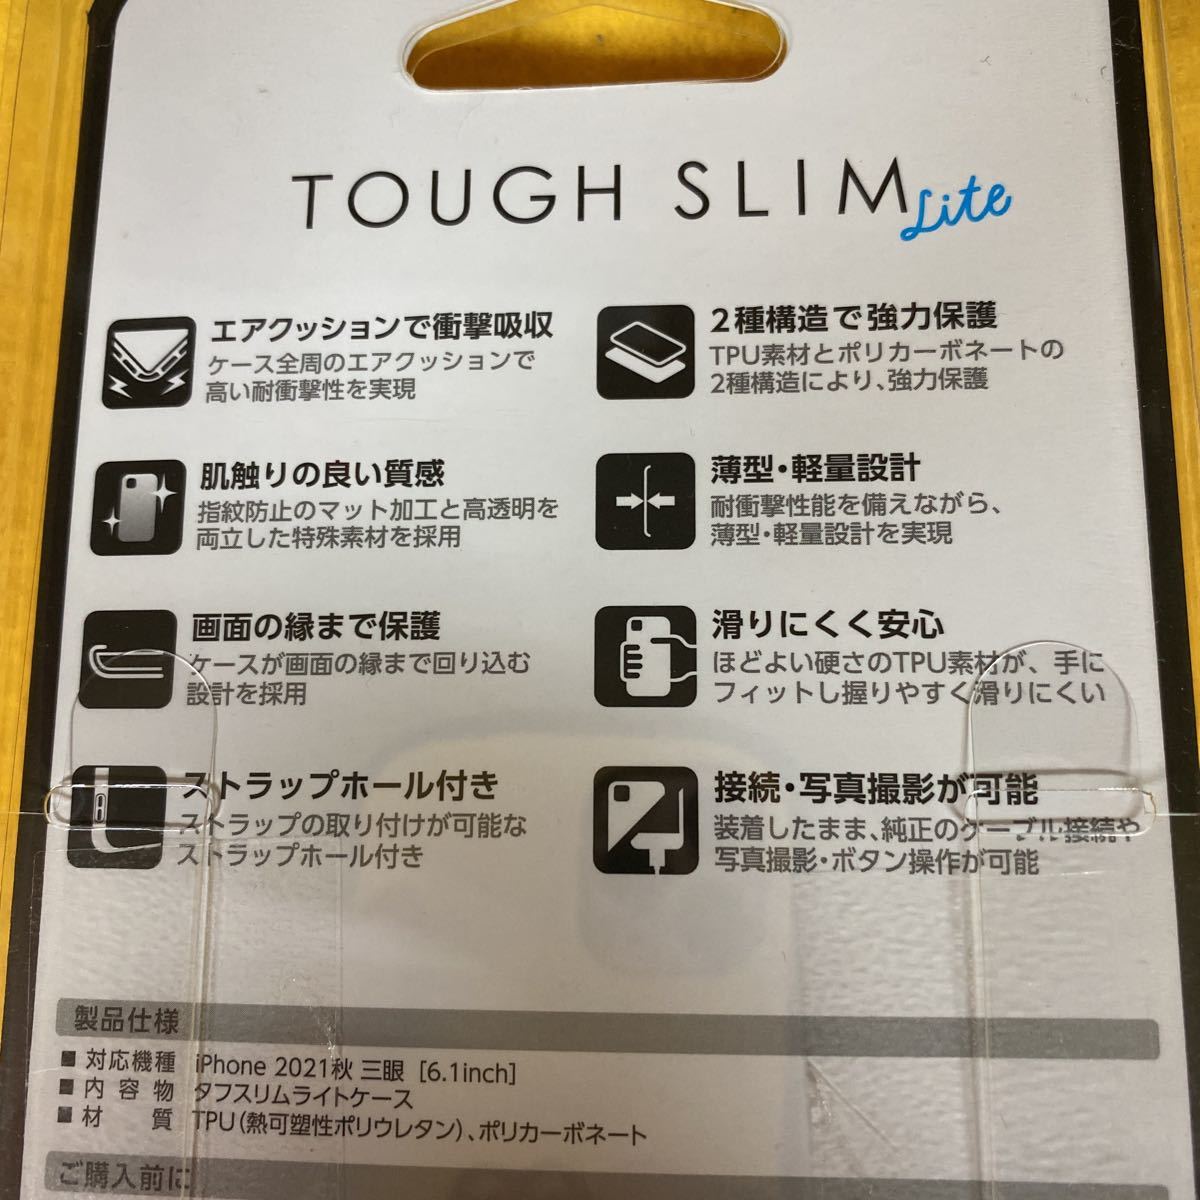 TOUGH SLIM Lite
エアクッションで衝撃吸収
ケース全周のエアクッションで
高い耐衝撃性を実現
2種構造で強力保護
TPU素材とポリカーボネートの
2種構造により、強力保護
肌触りの良い質感
指紋防止のマット加工と高透明を
両立した特殊素材を採用
薄型・軽量設計
耐衝撃性能を備えながら、
薄型・軽量設計を実現
画面の縁まで保護
ケースが画面の縁まで回り込む
設計を採用
滑りにくく安心
ほどよい硬さのTPU素材が、手に
フィットし握りやすく滑りにくい
ストラップホール付き
ストラップの取り付けが可能な
ストラップホール付き
接続・写真撮影が可能
装着したまま、純正のケーブル接続や
写真撮影・ボタン操作が可能
製品仕様
■ 対応機種 iPhone 2021秋 三眼 [6.1inch]
■ 内容物 タフスリムライトケース
■ 材質 TPU(熱可塑性ポリウレタン)、ポリカーボネート
ご購入前に